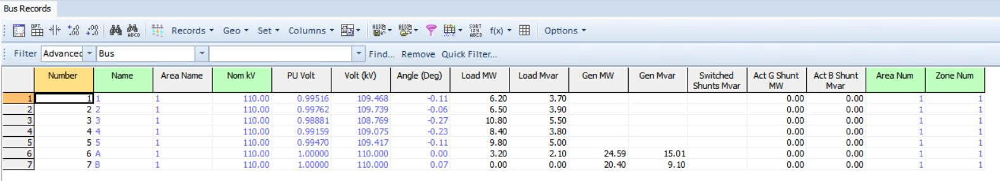 Bus Records
OPT. .00 +.0 ABCD Records Geo Set Columns AUXB AUXB SORT 124 ABED f(x) Options
Filter Advanced Bus Find... Remove Quick Filter...
Number Name Area Name Nom kV PU Volt Volt (kV) Angle (Deg) Load MW Load Mvar Gen MW Gen Mvar Switched Shunts Mvar Act G Shunt MW Act B Shunt Mvar Area Num Zone Num
1 1 1 1 110.00 0.99516 109.468 -0.11 6.20 3.70 0.00 0.00 1 1
2 2 2 1 110.00 0.99762 109.739 -0.06 6.50 3.90 0.00 0.00 1 1
3 3 3 1 110.00 0.98881 108.769 -0.27 10.80 5.50 0.00 0.00 1 1
4 4 4 1 110.00 0.99159 109.075 -0.23 8.40 3.80 0.00 0.00 1 1
5 5 5 1 110.00 0.99470 109.417 -0.11 9.80 5.00 0.00 0.00 1 1
6 6 A 1 110.00 1.00000 110.000 0.00 3.20 2.10 24.59 15.01 0.00 0.00 1 1
7 7 B 1 110.00 1.00000 110.000 0.07 0.00 0.00 20.40 9.10 0.00 0.00 1 1